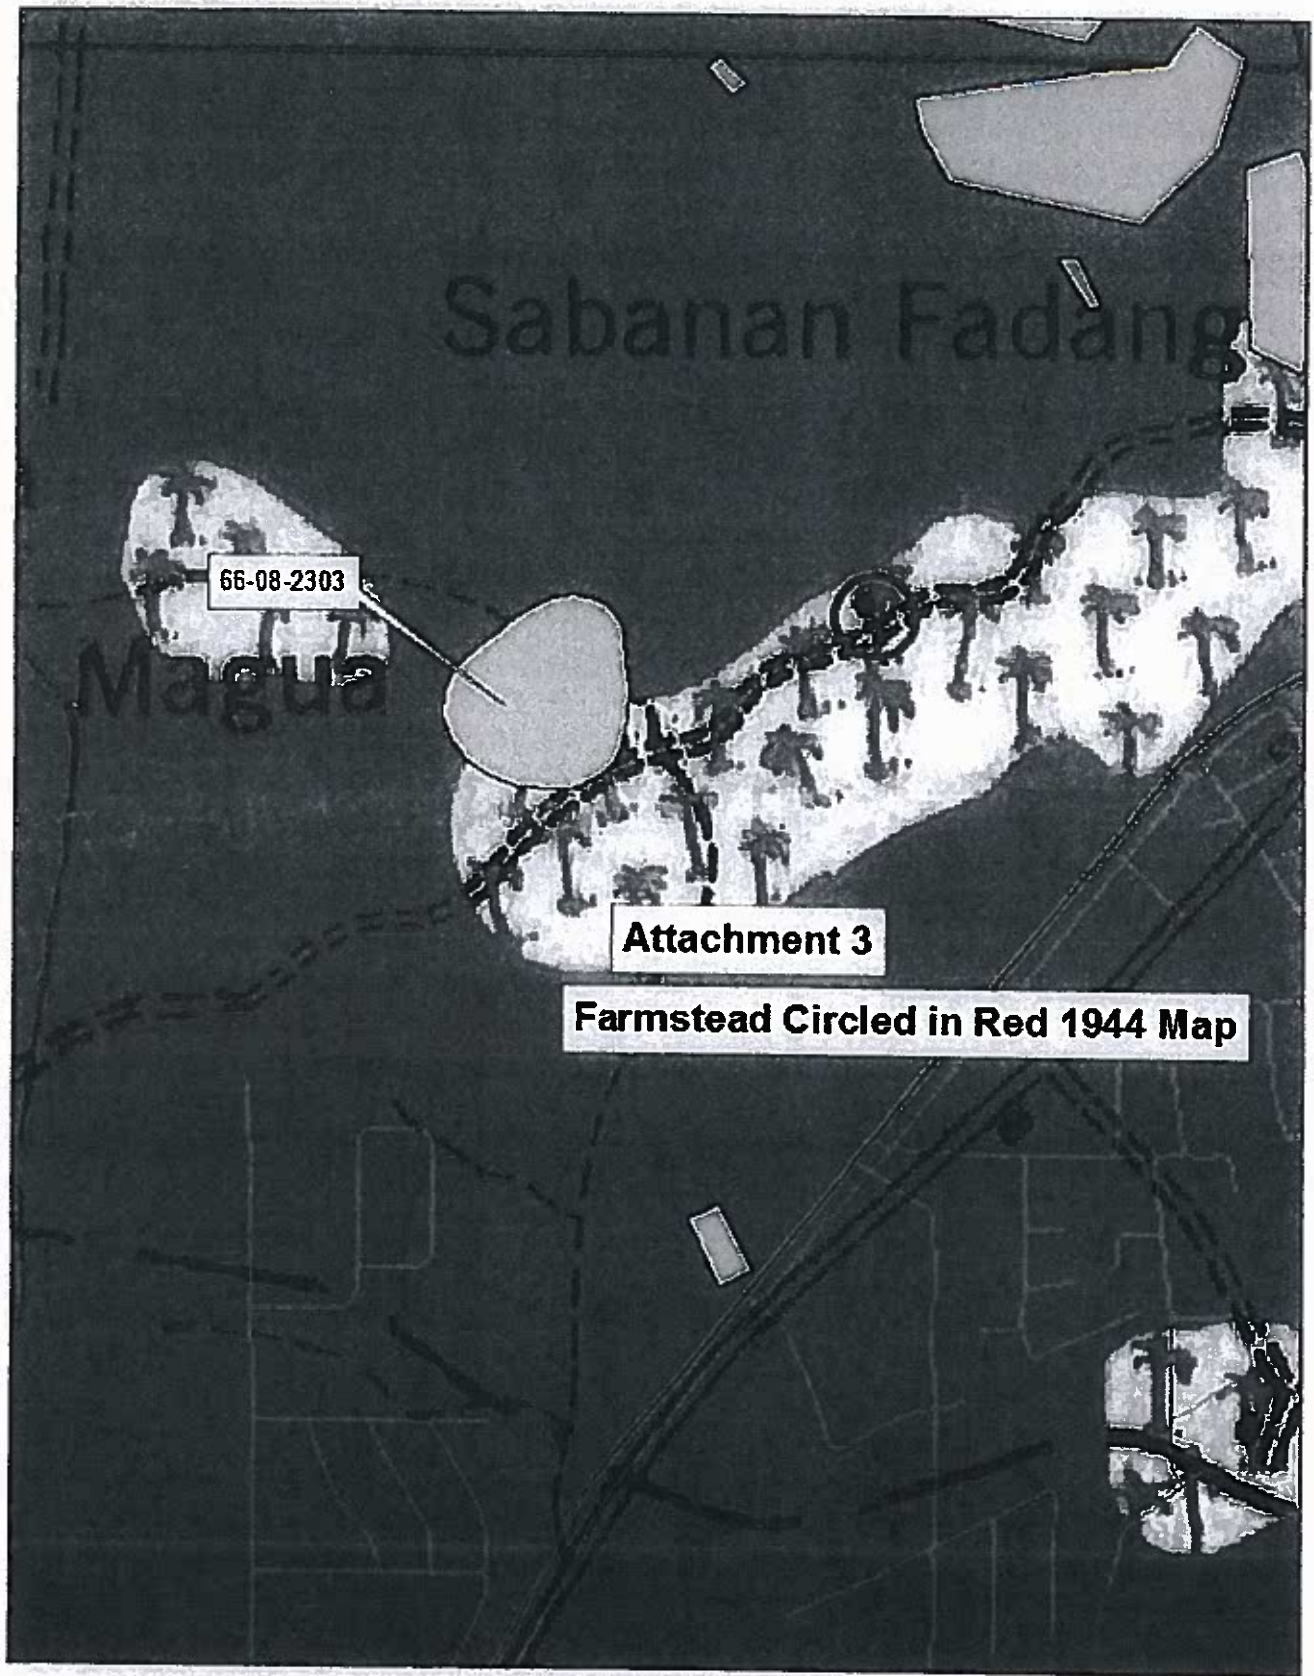 Sabanan Fadang
66-08-2303
Magua
Attachment 3
Farmstead Circled in Red 1944 Map